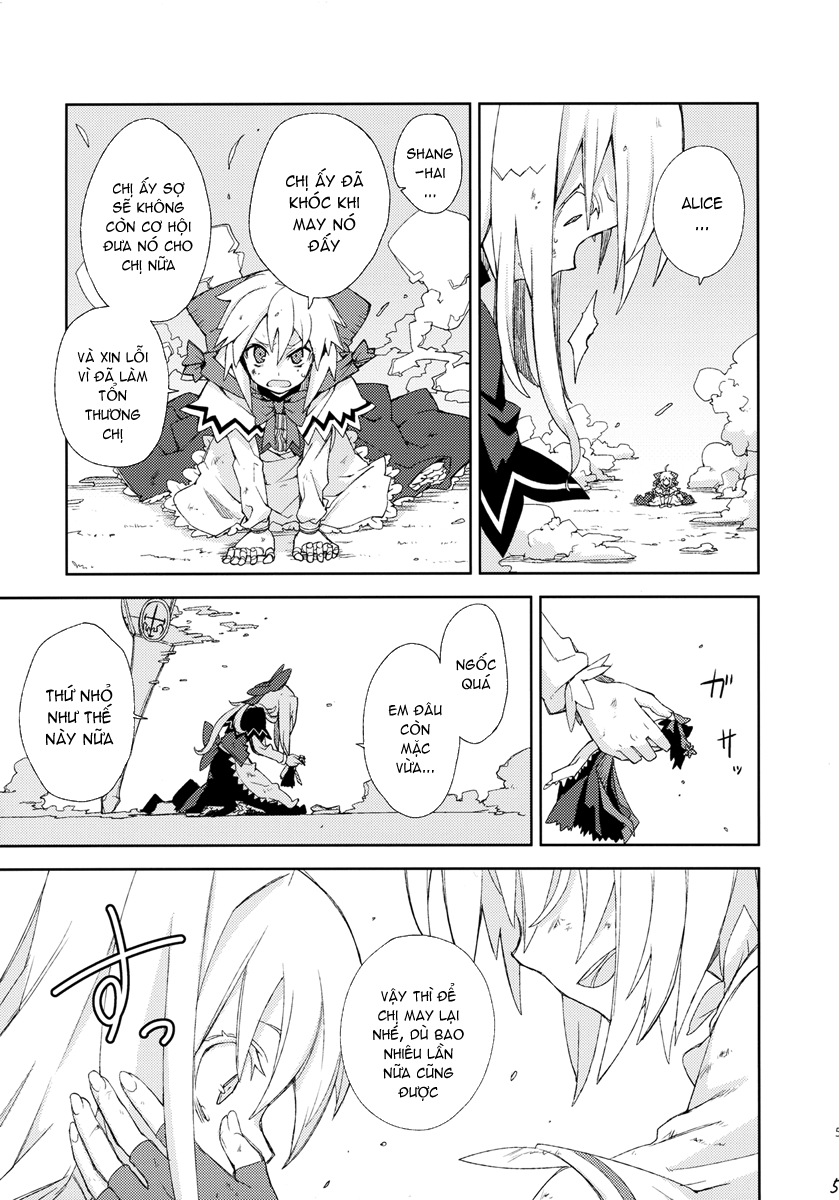 ALICE
...
SHANG
-HAI
...
CHỊ ẤY ĐÃ
KHÓC KHI
MAY NÓ
ĐẤY
CHỊ ẤY SỢ
SẼ KHÔNG
CÒN CƠ HỘI
ĐƯA NÓ CHO
CHỊ NỮA
VÀ XIN LỖI
VÌ ĐÃ LÀM
TỔN
THƯƠNG
CHỊ
ガガッ
NGỐC
QUÁ
EM ĐÂU
CÒN
MẶC
VỪA...
THỨ NHỎ
NHƯ THẾ
NÀY NỮA
VẬY THÌ ĐỂ
CHỊ MAY LẠI
NHÉ, DÙ BAO
NHIÊU LẦN
NỮA CŨNG
ĐƯỢC
すっ
5
5